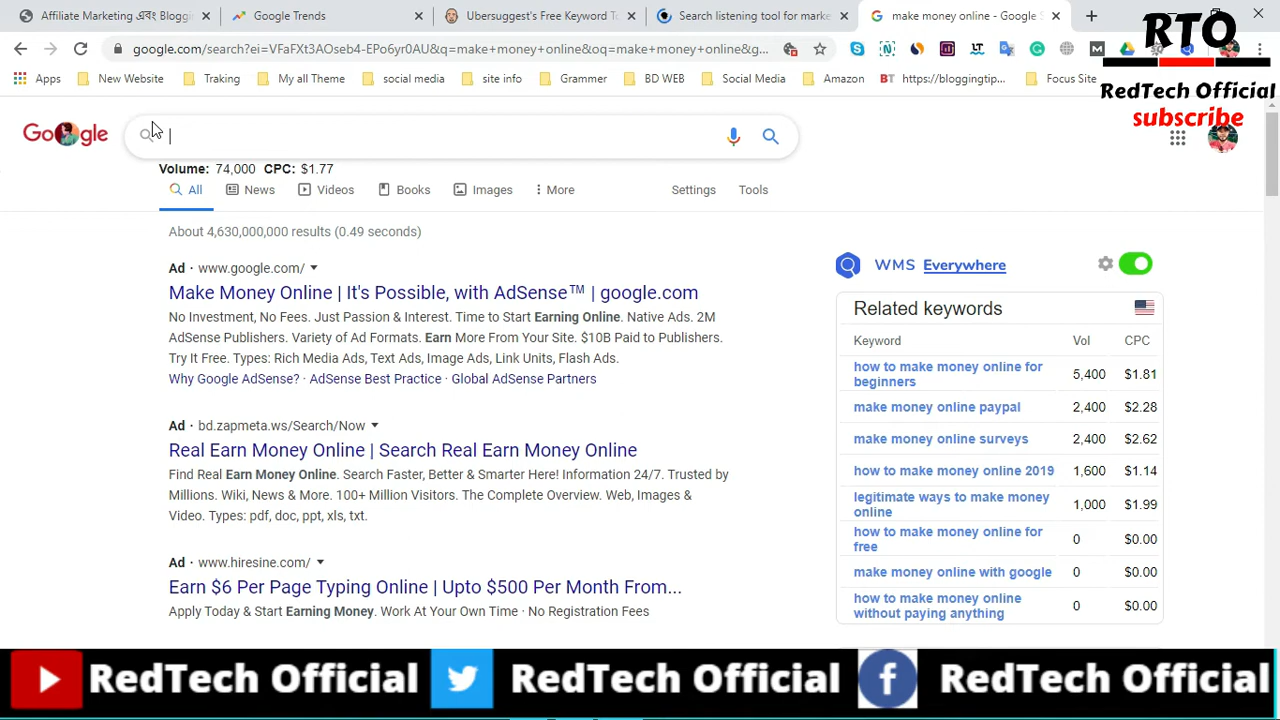 Affiliate Marketing এবং Bloggin
Google Trends
Ubersuggest's Free Keyword T
Search listening tool for marke
make money online - Google S
RTO
google.com/search?ei=VFaFXt3AOseb4-EPo6yr0AU&q=make+money+online&oq=make+money+online&g...
Apps
New Website
Traking
My all Theme
social media
site info
Grammer
BD WEB
Social Media
Amazon
BT https://bloggingtip...
Focus Site
RedTech Official
subscribe
Google
Volume: 74,000 CPC: $1.77
All
News
Videos
Books
Images
More
Settings
Tools
About 4,630,000,000 results (0.49 seconds)
Ad · www.google.com/
Make Money Online | It's Possible, with AdSense™ | google.com
No Investment, No Fees. Just Passion & Interest. Time to Start Earning Online. Native Ads. 2M
AdSense Publishers. Variety of Ad Formats. Earn More From Your Site. $10B Paid to Publishers.
Try It Free. Types: Rich Media Ads, Text Ads, Image Ads, Link Units, Flash Ads.
Why Google AdSense? · AdSense Best Practice · Global AdSense Partners
Ad · bd.zapmeta.ws/Search/Now
Real Earn Money Online | Search Real Earn Money Online
Find Real Earn Money Online. Search Faster, Better & Smarter Here! Information 24/7. Trusted by
Millions. Wiki, News & More. 100+ Million Visitors. The Complete Overview. Web, Images &
Video. Types: pdf, doc, ppt, xls, txt.
Ad · www.hiresine.com/
Earn $6 Per Page Typing Online | Upto $500 Per Month From...
Apply Today & Start Earning Money. Work At Your Own Time · No Registration Fees
WMS Everywhere
Related keywords
Keyword Vol CPC
how to make money online for
beginners 5,400 $1.81
make money online paypal 2,400 $2.28
make money online surveys 2,400 $2.62
how to make money online 2019 1,600 $1.14
legitimate ways to make money
online 1,000 $1.99
how to make money online for
free 0 $0.00
make money online with google 0 $0.00
how to make money online
without paying anything 0 $0.00
RedTech Official
RedTech Official
RedTech Official